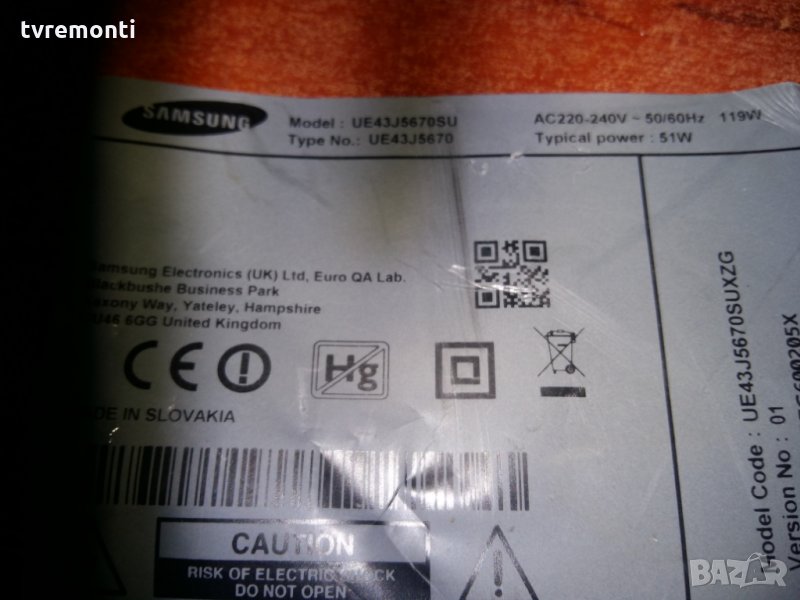 tvremonti
SAMSUNG
Model : UE43J5670SU
Type No.: UE43J5670
AC220-240V ~ 50/60Hz 119W
Typical power : 51W
Samsung Electronics (UK) Ltd, Euro QA Lab.
Blackbushe Business Park
Saxony Way, Yateley, Hampshire
GU46 6GG United Kingdom
CE
Hg
MADE IN SLOVAKIA
CAUTION
RISK OF ELECTRIC SHOCK
DO NOT OPEN
Model Code : UE43J5670SUXZG
Version No : 01
BAZAR